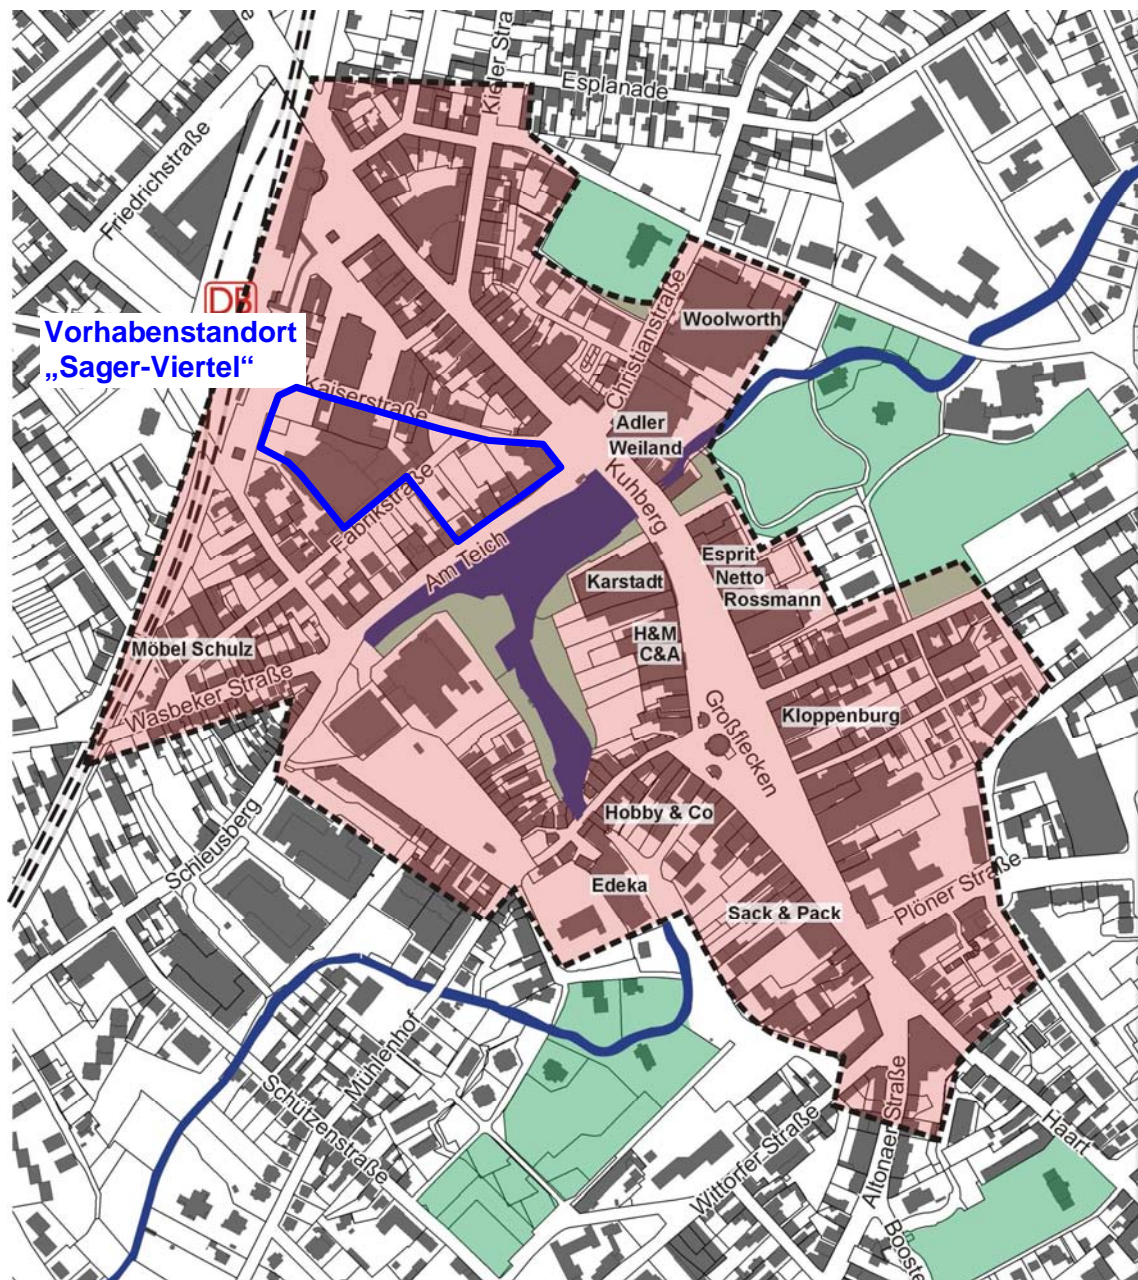 Kieler Stra
Esplanade
Friedrichstraße
DB
Vorhabenstandort
„Sager-Viertel“
Woolworth
Christianstraße
Kaiserstraße
Adler
Weiland
Kuhberg
Fabrikstraße
Am Teich
Esprit
Netto
Rossmann
Karstadt
H&M
C&A
Möbel Schulz
Wasbeker Straße
Großflecken
Kloppenburg
Hobby & Co
Schleusberg
Edeka
Sack & Pack
Plöner Straße
Mühlenhof
Schützenstraße
Wittorfer Straße
Altonaer Straße
Haart
Booste